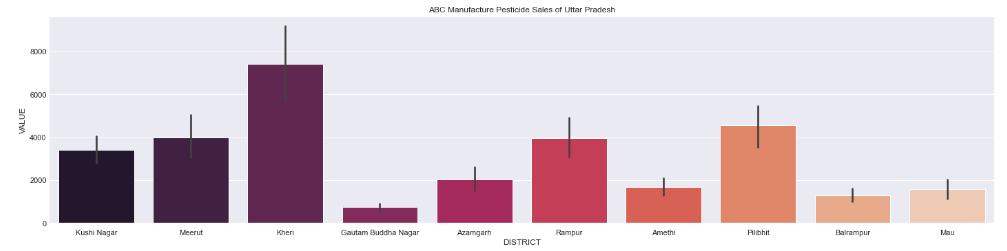 ABC Manufacture Pesticide Sales of Uttar Pradesh
VALUE
8000
6000
4000
2000
0
Kushi Nagar Meerut Kheri Gautam Buddha Nagar Azamgarh Rampur Amethi Pilibhit Balrampur Mau
DISTRICT